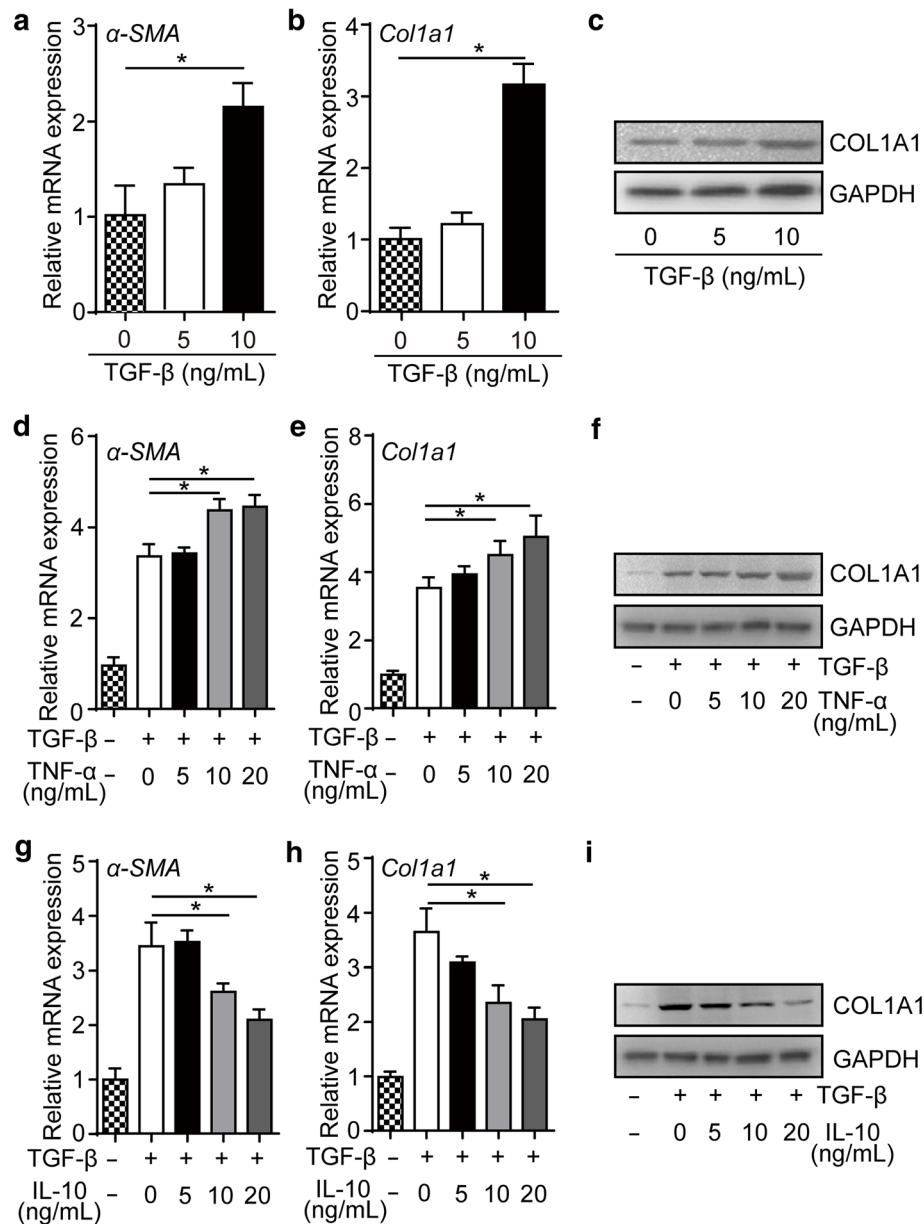 a
α-SMA
*
Relative mRNA expression
3
2
1
0
0 5 10
TGF-β (ng/mL)
b
Col1a1
*
Relative mRNA expression
4
3
2
1
0
0 5 10
TGF-β (ng/mL)
c
COL1A1
GAPDH
0 5 10
TGF-β (ng/mL)
d
α-SMA
*
*
Relative mRNA expression
6
4
2
0
TGF-β – + + + +
TNF-α – 0 5 10 20
(ng/mL)
e
Col1a1
*
*
Relative mRNA expression
8
6
4
2
0
TGF-β – + + + +
TNF-α – 0 5 10 20
(ng/mL)
f
COL1A1
GAPDH
– + + + + TGF-β
– 0 5 10 20 TNF-α
(ng/mL)
g
α-SMA
*
*
Relative mRNA expression
5
4
3
2
1
0
TGF-β – + + + +
IL-10 – 0 5 10 20
(ng/mL)
h
Col1a1
*
*
Relative mRNA expression
5
4
3
2
1
0
TGF-β – + + + +
IL-10 – 0 5 10 20
(ng/mL)
i
COL1A1
GAPDH
– + + + + TGF-β
– 0 5 10 20 IL-10
(ng/mL)